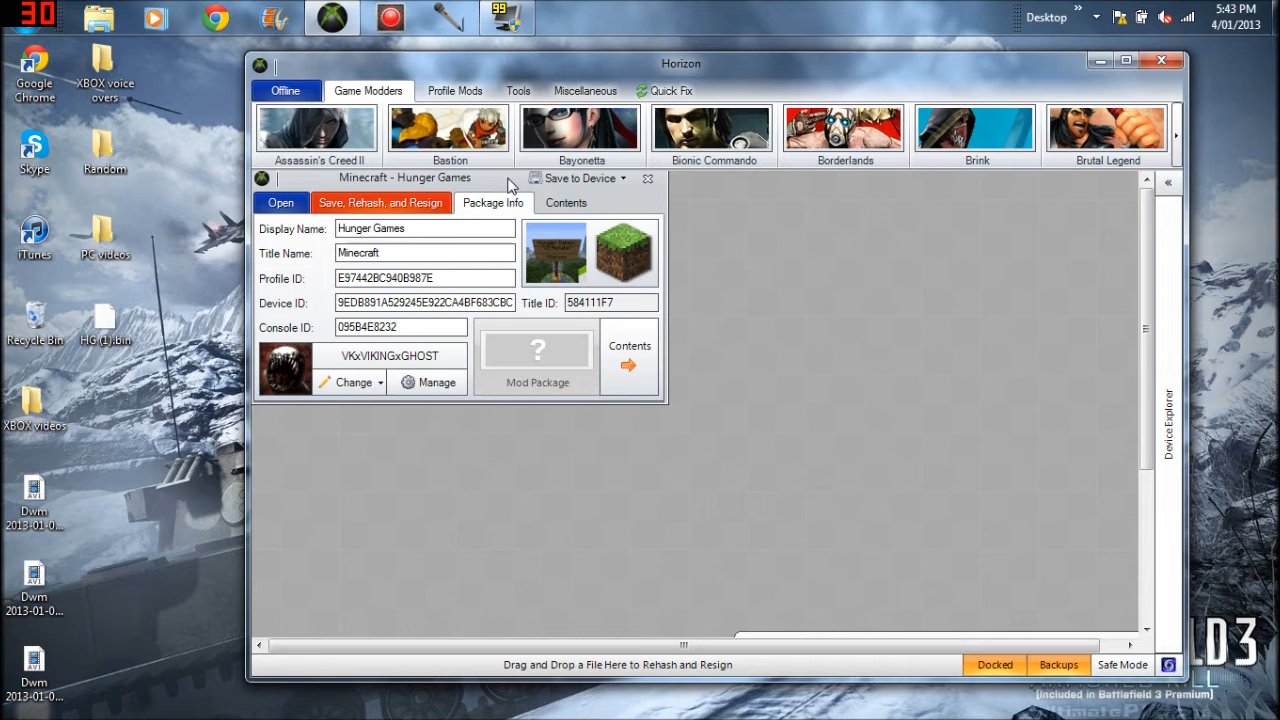 30
99
Desktop
»
5:43 PM
4/01/2013
Google Chrome
XBOX voice overs
Skype
Random
iTunes
PC videos
Recycle Bin
HG (1).bin
XBOX videos
Dwm
2013-01-0...
Dwm
2013-01-0...
Dwm
2013-01-0...
Horizon
Offline
Game Modders
Profile Mods
Tools
Miscellaneous
Quick Fix
Assassin's Creed II
Bastion
Bayonetta
Bionic Commando
Borderlands
Brink
Brutal Legend
Minecraft - Hunger Games
Save to Device
Open
Save, Rehash, and Resign
Package Info
Contents
Display Name:
Hunger Games
Title Name:
Minecraft
Profile ID:
E97442BC940B987E
Device ID:
9EDB891A529245E922CA4BF683CBC
Title ID:
584111F7
Console ID:
095B4E8232
VKxVIKINGxGHOST
Change
Manage
?
Mod Package
Contents
Device Explorer
Drag and Drop a File Here to Rehash and Resign
Docked
Backups
Safe Mode
LD3
(Included in Battlefield 3 Premium)